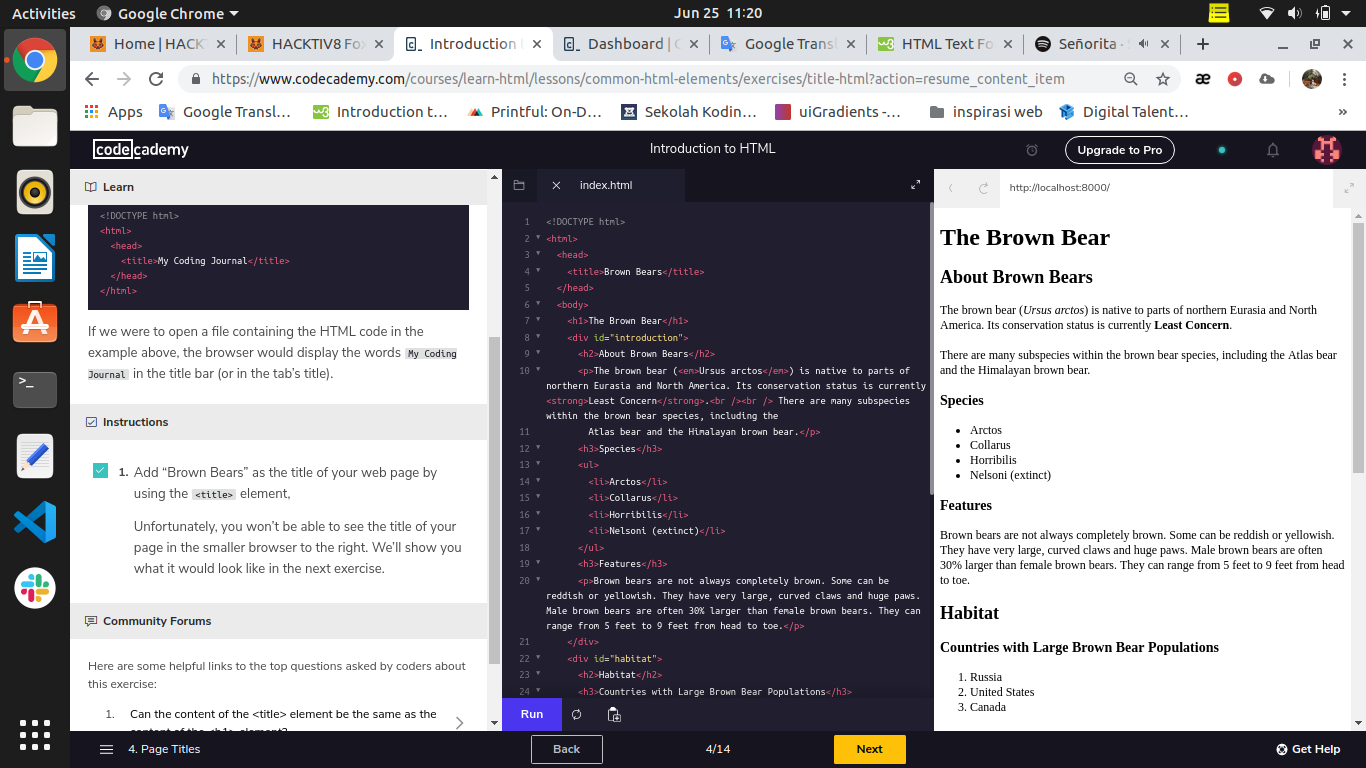 Activities
Google Chrome
Jun 25 11:20
Home | HACKT
HACKTIV8 Fox
Introduction
Dashboard |
Google Transl
HTML Text Fo
Señorita ·
https://www.codecademy.com/courses/learn-html/lessons/common-html-elements/exercises/title-html?action=resume_content_item
Apps
Google Transl…
Introduction t…
Printful: On-D…
Sekolah Kodin…
uiGradients -…
inspirasi web
Digital Talent…
»
codecademy
Introduction to HTML
Upgrade to Pro
Learn
<!DOCTYPE html>
<html>
<head>
<title>My Coding Journal</title>
</head>
</html>
If we were to open a file containing the HTML code in the
example above, the browser would display the words My Coding
Journal in the title bar (or in the tab's title).
Instructions
1. Add “Brown Bears” as the title of your web page by
using the <title> element,
Unfortunately, you won't be able to see the title of your
page in the smaller browser to the right. We'll show you
what it would look like in the next exercise.
Community Forums
Here are some helpful links to the top questions asked by coders about
this exercise:
1. Can the content of the <title> element be the same as the
content of the <h1> element?
4. Page Titles
index.html
1 <!DOCTYPE html>
2 <html>
3 <head>
4 <title>Brown Bears</title>
5 </head>
6 <body>
7 <h1>The Brown Bear</h1>
8 <div id="introduction">
9 <h2>About Brown Bears</h2>
10 <p>The brown bear (<em>Ursus arctos</em>) is native to parts of
northern Eurasia and North America. Its conservation status is currently
<strong>Least Concern</strong>.<br /><br /> There are many subspecies
within the brown bear species, including the
11 Atlas bear and the Himalayan brown bear.</p>
12 <h3>Species</h3>
13 <ul>
14 <li>Arctos</li>
15 <li>Collarus</li>
16 <li>Horribilis</li>
17 <li>Nelsoni (extinct)</li>
18 </ul>
19 <h3>Features</h3>
20 <p>Brown bears are not always completely brown. Some can be
reddish or yellowish. They have very large, curved claws and huge paws.
Male brown bears are often 30% larger than female brown bears. They can
range from 5 feet to 9 feet from head to toe.</p>
21 </div>
22 <div id="habitat">
23 <h2>Habitat</h2>
24 <h3>Countries with Large Brown Bear Populations</h3>
Run
Back
4/14
Next
http://localhost:8000/
The Brown Bear
About Brown Bears
The brown bear (Ursus arctos) is native to parts of northern Eurasia and North
America. Its conservation status is currently Least Concern.
There are many subspecies within the brown bear species, including the Atlas bear
and the Himalayan brown bear.
Species
Arctos
Collarus
Horribilis
Nelsoni (extinct)
Features
Brown bears are not always completely brown. Some can be reddish or yellowish.
They have very large, curved claws and huge paws. Male brown bears are often
30% larger than female brown bears. They can range from 5 feet to 9 feet from head
to toe.
Habitat
Countries with Large Brown Bear Populations
1. Russia
2. United States
3. Canada
Get Help